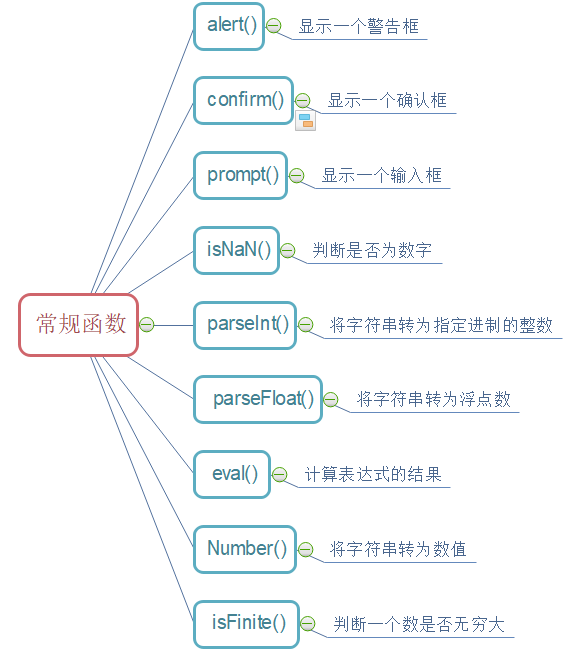 常规函数
alert()
显示一个警告框
confirm()
显示一个确认框
prompt()
显示一个输入框
isNaN()
判断是否为数字
parseInt()
将字符串转为指定进制的整数
parseFloat()
将字符串转为浮点数
eval()
计算表达式的结果
Number()
将字符串转为数值
isFinite()
判断一个数是否无穷大